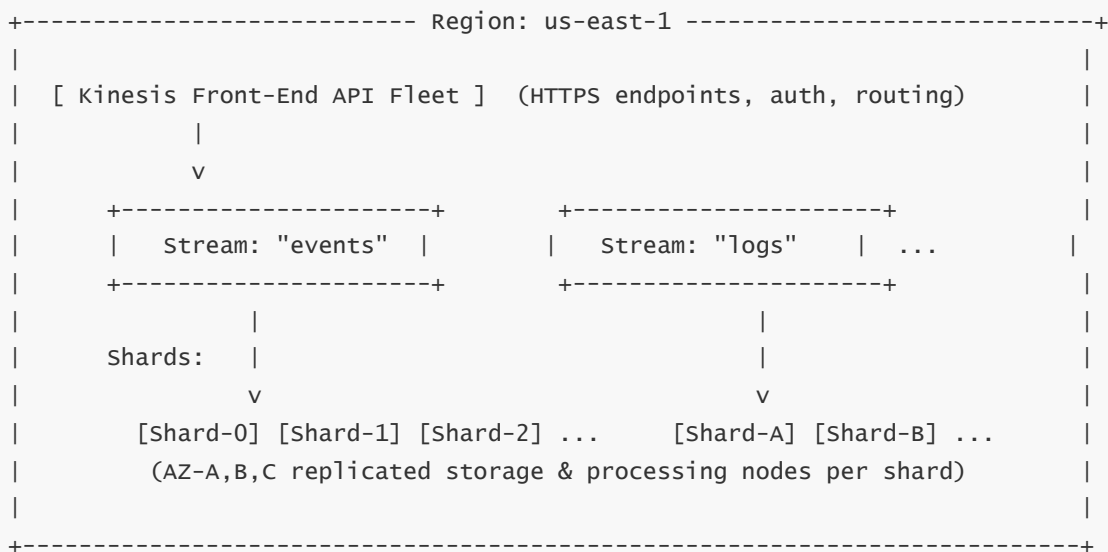 Region: us-east-1
[ Kinesis Front-End API Fleet ] (HTTPS endpoints, auth, routing)
Stream: "events" Stream: "logs" ...
Shards:
[Shard-0] [Shard-1] [Shard-2] ... [Shard-A] [Shard-B] ...
(AZ-A,B,C replicated storage & processing nodes per shard)